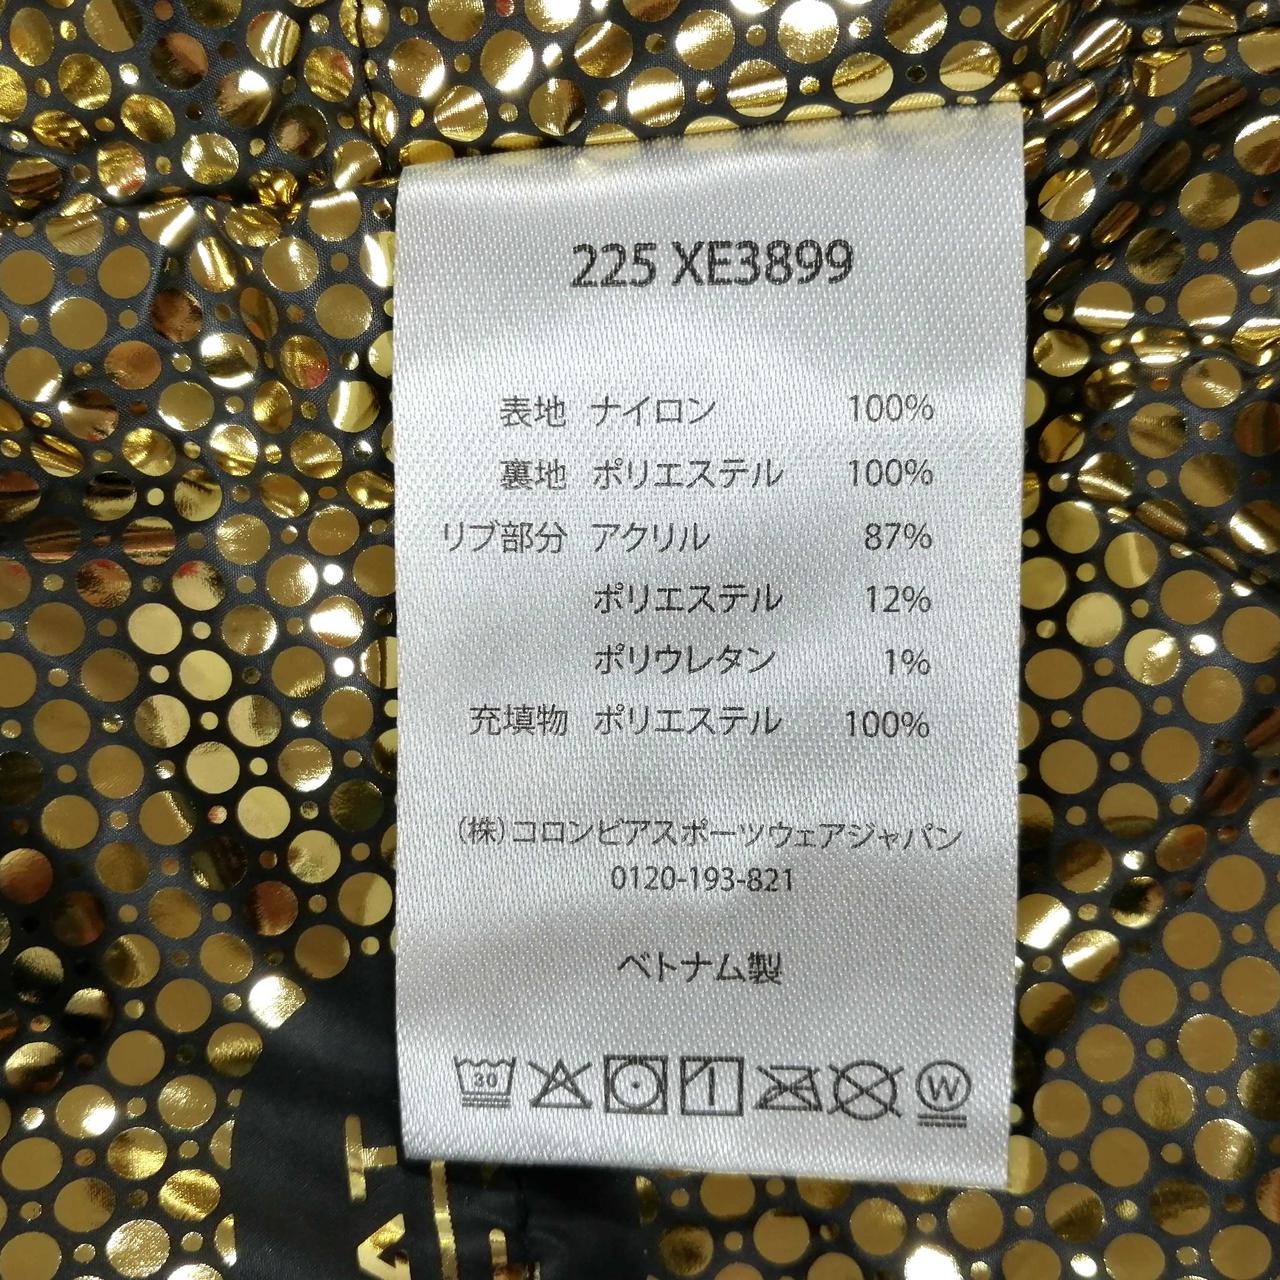 225 XE3899
表地 ナイロン 100%
裏地 ポリエステル 100%
リブ部分 アクリル 87%
ポリエステル 12%
ポリウレタン 1%
充填物 ポリエステル 100%
(株)コロンビアスポーツウェアジャパン
0120-193-821
ベトナム製
30 W